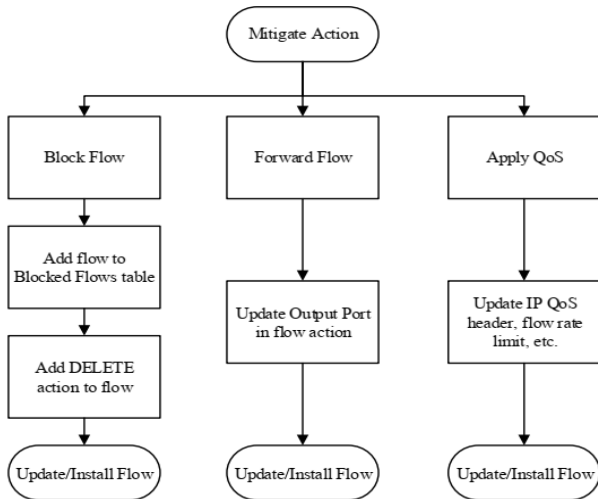 Mitigate Action
Block Flow
Forward Flow
Apply QoS
Add flow to
Blocked Flows table
Update Output Port
in flow action
Update IP QoS
header, flow rate
limit, etc.
Add DELETE
action to flow
Update/Install Flow
Update/Install Flow
Update/Install Flow